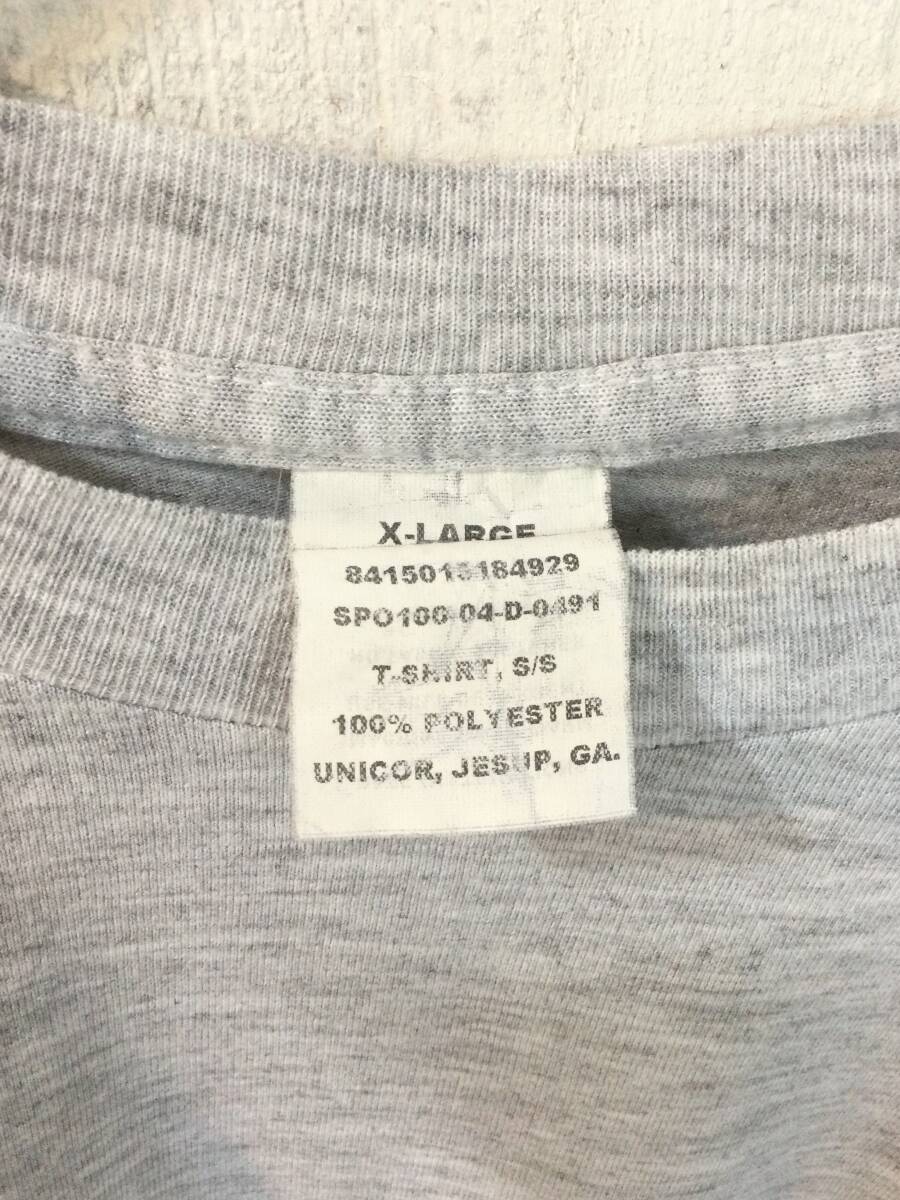 X-LARGE
8415015184929
SPO100-04-D-0491
T-SHIRT, S/S
100% POLYESTER
UNICOR, JESUP, GA.